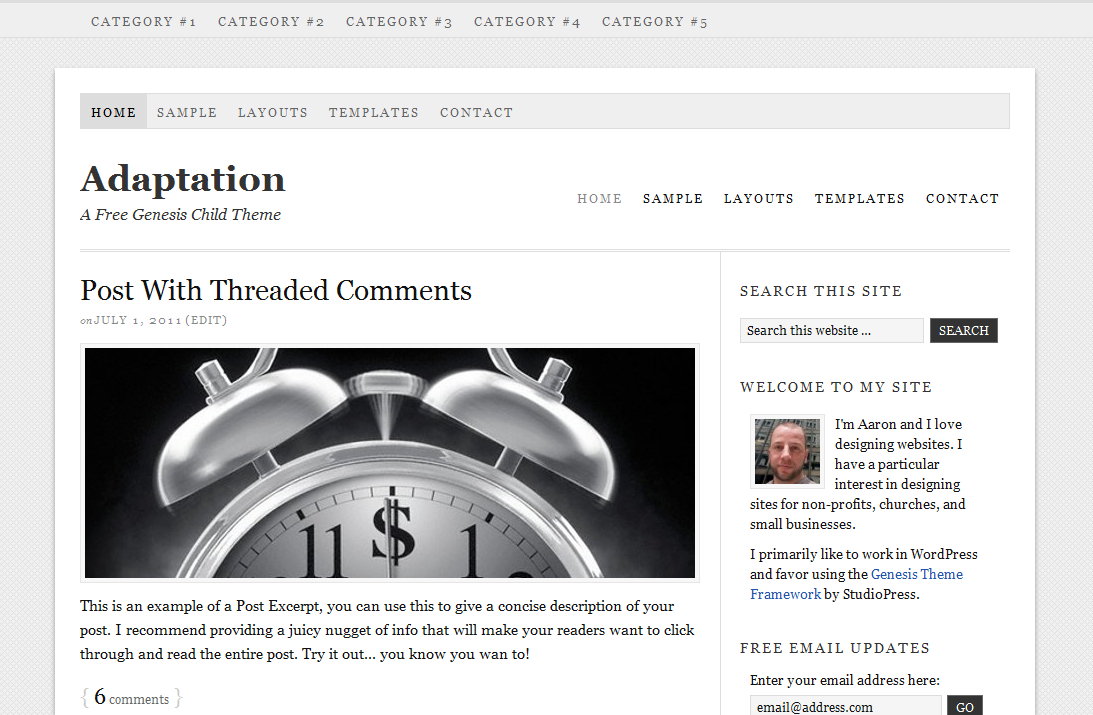 CATEGORY #1 CATEGORY #2 CATEGORY #3 CATEGORY #4 CATEGORY #5
HOME SAMPLE LAYOUTS TEMPLATES CONTACT
Adaptation
A Free Genesis Child Theme
HOME SAMPLE LAYOUTS TEMPLATES CONTACT
Post With Threaded Comments
on JULY 1, 2011 (EDIT)
11 $ 1
This is an example of a Post Excerpt, you can use this to give a concise description of your
post. I recommend providing a juicy nugget of info that will make your readers want to click
through and read the entire post. Try it out... you know you wan to!
{ 6 comments }
SEARCH THIS SITE
Search this website ... SEARCH
WELCOME TO MY SITE
I'm Aaron and I love
designing websites. I
have a particular
interest in designing
sites for non-profits, churches, and
small businesses.
I primarily like to work in WordPress
and favor using the Genesis Theme
Framework by StudioPress.
FREE EMAIL UPDATES
Enter your email address here:
email@address.com GO